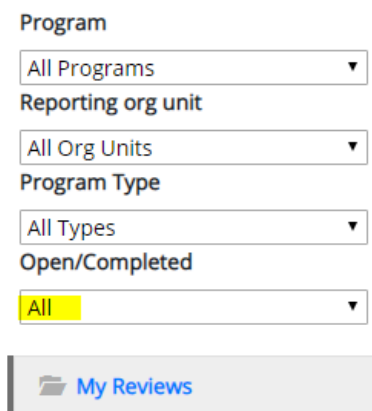 Program
All Programs
Reporting org unit
All Org Units
Program Type
All Types
Open/Completed
All
My Reviews